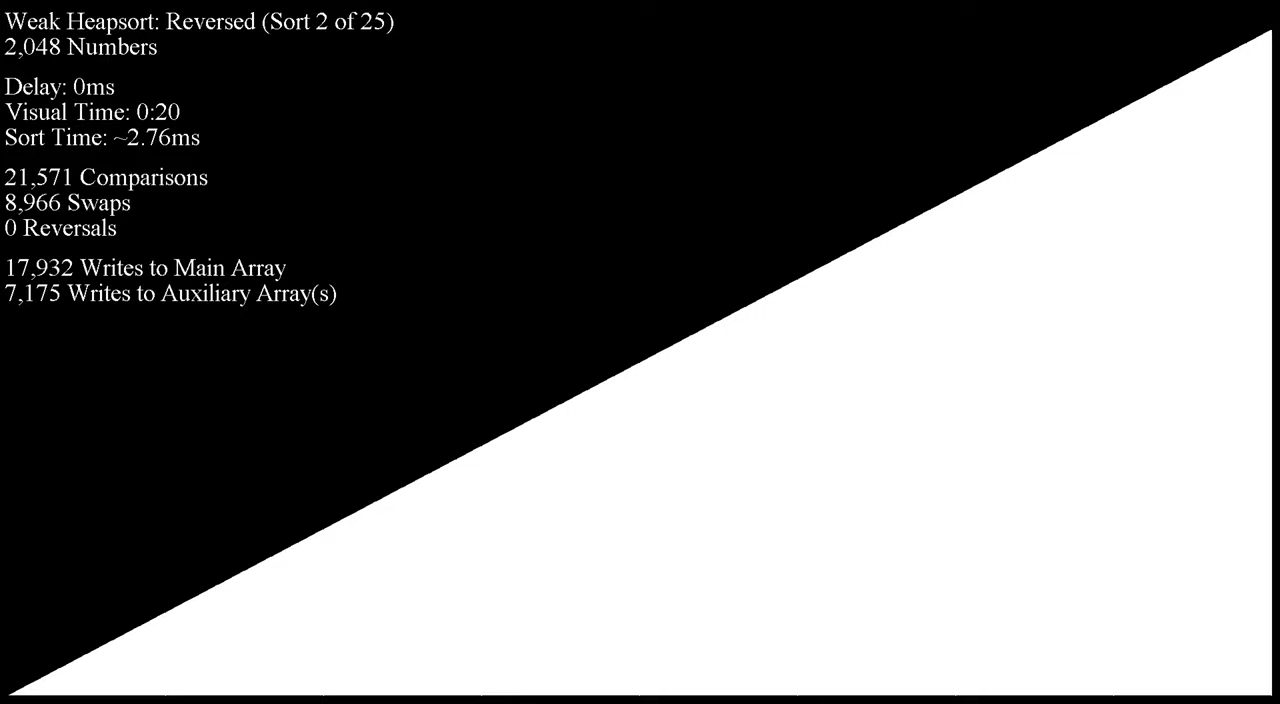 Weak Heapsort: Reversed (Sort 2 of 25)
2,048 Numbers
Delay: 0ms
Visual Time: 0:20
Sort Time: ~2.76ms
21,571 Comparisons
8,966 Swaps
0 Reversals
17,932 Writes to Main Array
7,175 Writes to Auxiliary Array(s)